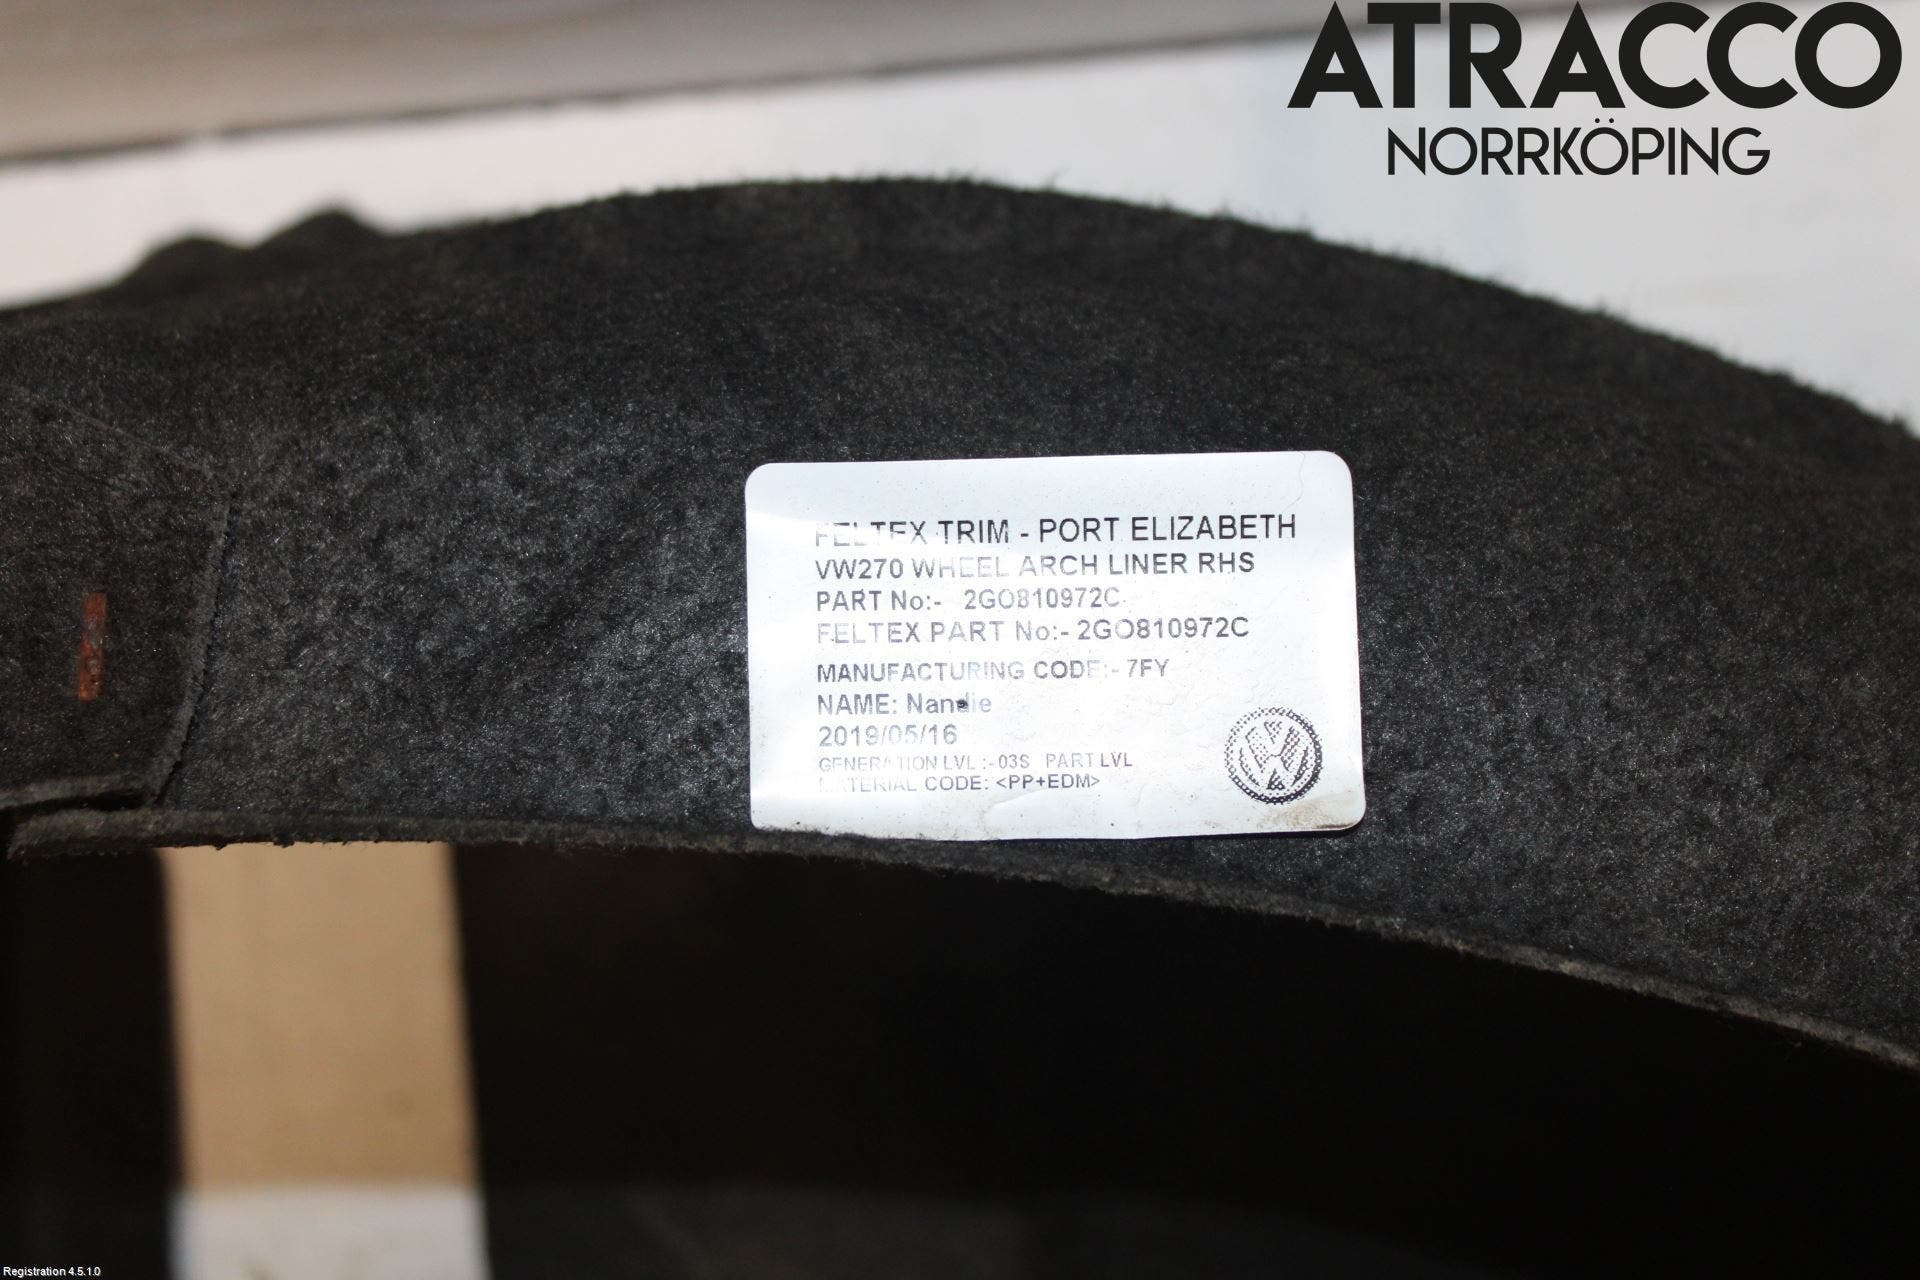 ATRACCO
NORRKÖPING
FELTEX TRIM - PORT ELIZABETH
VW270 WHEEL ARCH LINER RHS
PART No:- 2GO810972C
FELTEX PART No:- 2GO810972C
MANUFACTURING CODE:- 7FY
NAME: Nandie
2019/05/16
GENERATION LVL :- 03S PART LVL
MATERIAL CODE: <PP+EDM>
Registration 4.5.1.0